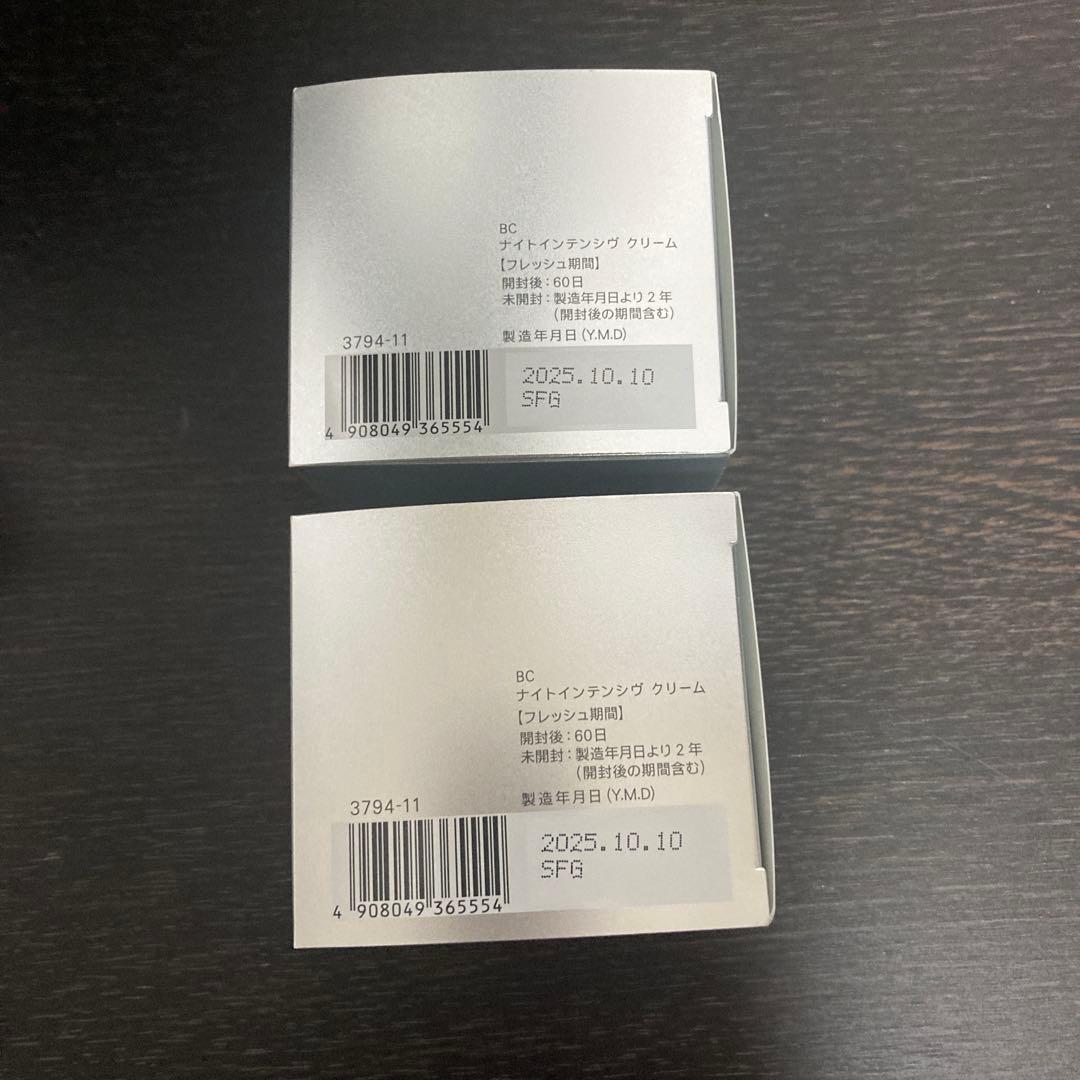 BC
ナイトインテンシヴ クリーム
【フレッシュ期間】
開封後：60日
未開封：製造年月日より2年
（開封後の期間含む）
製造年月日（Y.M.D）
3794-11
2025.10.10
SFG
4 908049 365554
BC
ナイトインテンシヴ クリーム
【フレッシュ期間】
開封後：60日
未開封：製造年月日より2年
（開封後の期間含む）
製造年月日（Y.M.D）
3794-11
2025.10.10
SFG
4 908049 365554